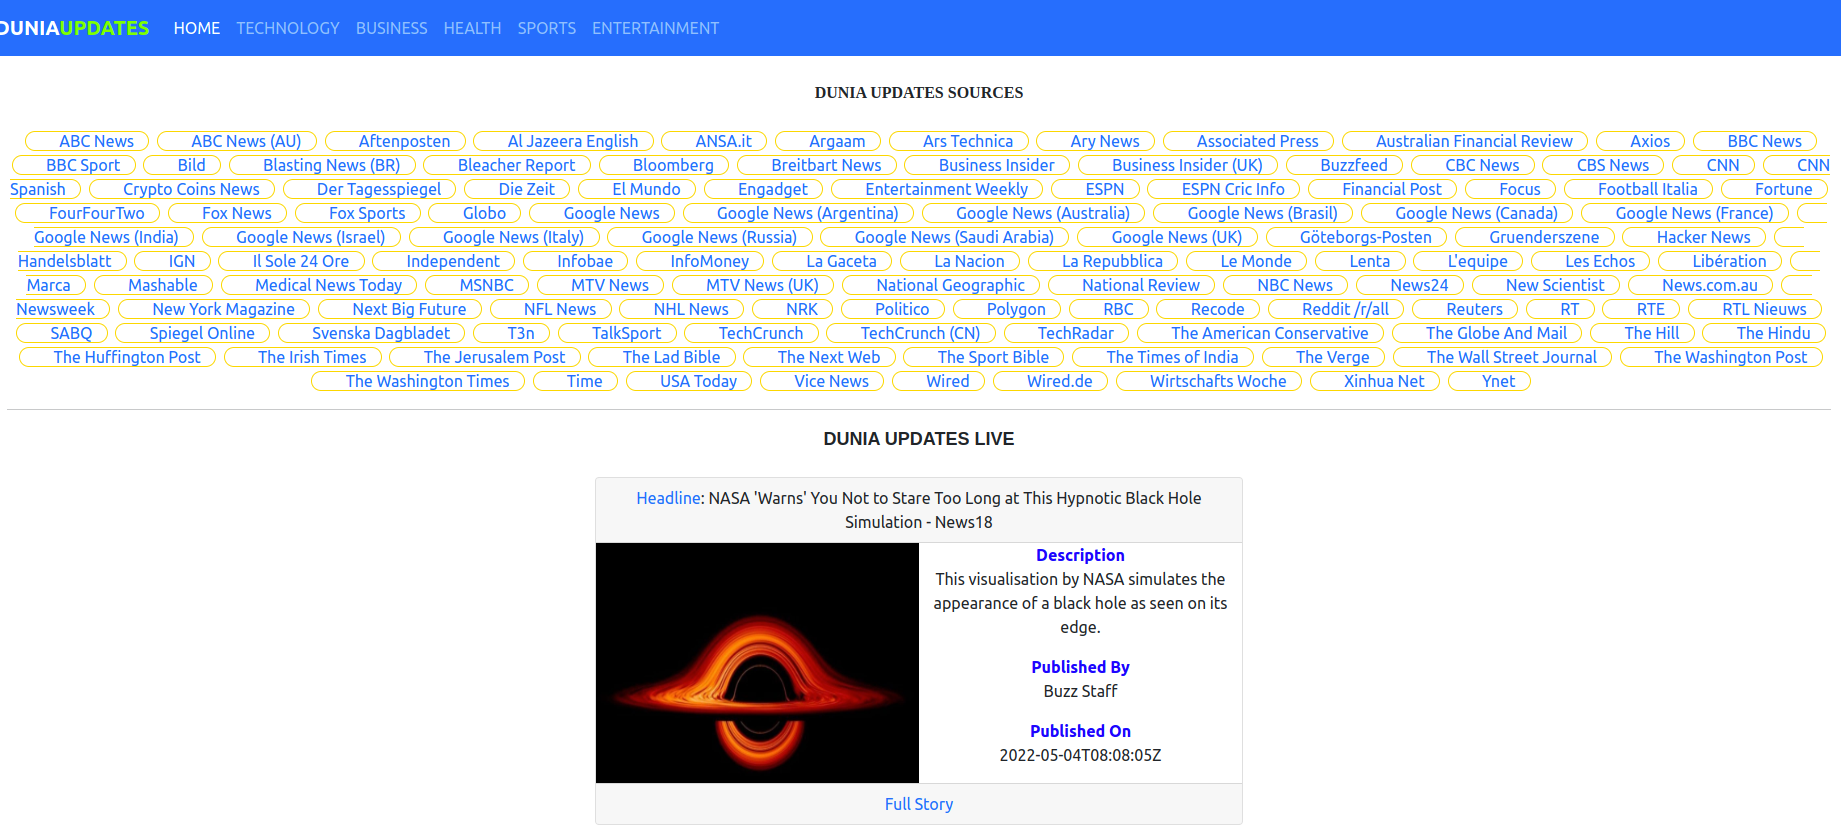 DUNIAUPDATES HOME TECHNOLOGY BUSINESS HEALTH SPORTS ENTERTAINMENT
DUNIA UPDATES SOURCES
ABC News ABC News (AU) Aftenposten Al Jazeera English ANSA.it Argaam Ars Technica Ary News Associated Press Australian Financial Review Axios BBC News
BBC Sport Bild Blasting News (BR) Bleacher Report Bloomberg Breitbart News Business Insider Business Insider (UK) Buzzfeed CBC News CBS News CNN CNN
Spanish Crypto Coins News Der Tagesspiegel Die Zeit El Mundo Engadget Entertainment Weekly ESPN ESPN Cric Info Financial Post Focus Football Italia Fortune
FourFourTwo Fox News Fox Sports Globo Google News Google News (Argentina) Google News (Australia) Google News (Brasil) Google News (Canada) Google News (France)
Google News (India) Google News (Israel) Google News (Italy) Google News (Russia) Google News (Saudi Arabia) Google News (UK) Göteborgs-Posten Gruenderszene Hacker News
Handelsblatt IGN Il Sole 24 Ore Independent Infobae InfoMoney La Gaceta La Nacion La Repubblica Le Monde Lenta L'equipe Les Echos Libération
Marca Mashable Medical News Today MSNBC MTV News MTV News (UK) National Geographic National Review NBC News News24 New Scientist News.com.au
Newsweek New York Magazine Next Big Future NFL News NHL News NRK Politico Polygon RBC Recode Reddit /r/all Reuters RT RTE RTL Nieuws
SABQ Spiegel Online Svenska Dagbladet T3n TalkSport TechCrunch TechCrunch (CN) TechRadar The American Conservative The Globe And Mail The Hill The Hindu
The Huffington Post The Irish Times The Jerusalem Post The Lad Bible The Next Web The Sport Bible The Times of India The Verge The Wall Street Journal The Washington Post
The Washington Times Time USA Today Vice News Wired Wired.de Wirtschafts Woche Xinhua Net Ynet
DUNIA UPDATES LIVE
Headline: NASA 'Warns' You Not to Stare Too Long at This Hypnotic Black Hole
Simulation - News18
Description
This visualisation by NASA simulates the
appearance of a black hole as seen on its
edge.
Published By
Buzz Staff
Published On
2022-05-04T08:08:05Z
Full Story